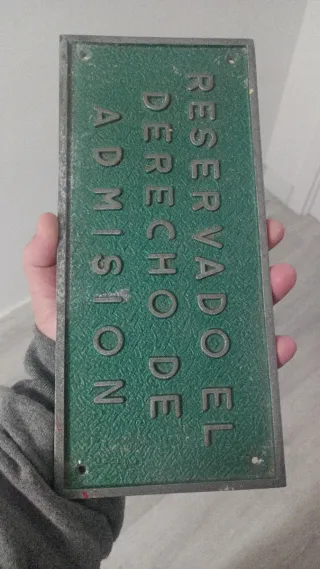 RESERVADO EL
DERECHO DE
ADMISION